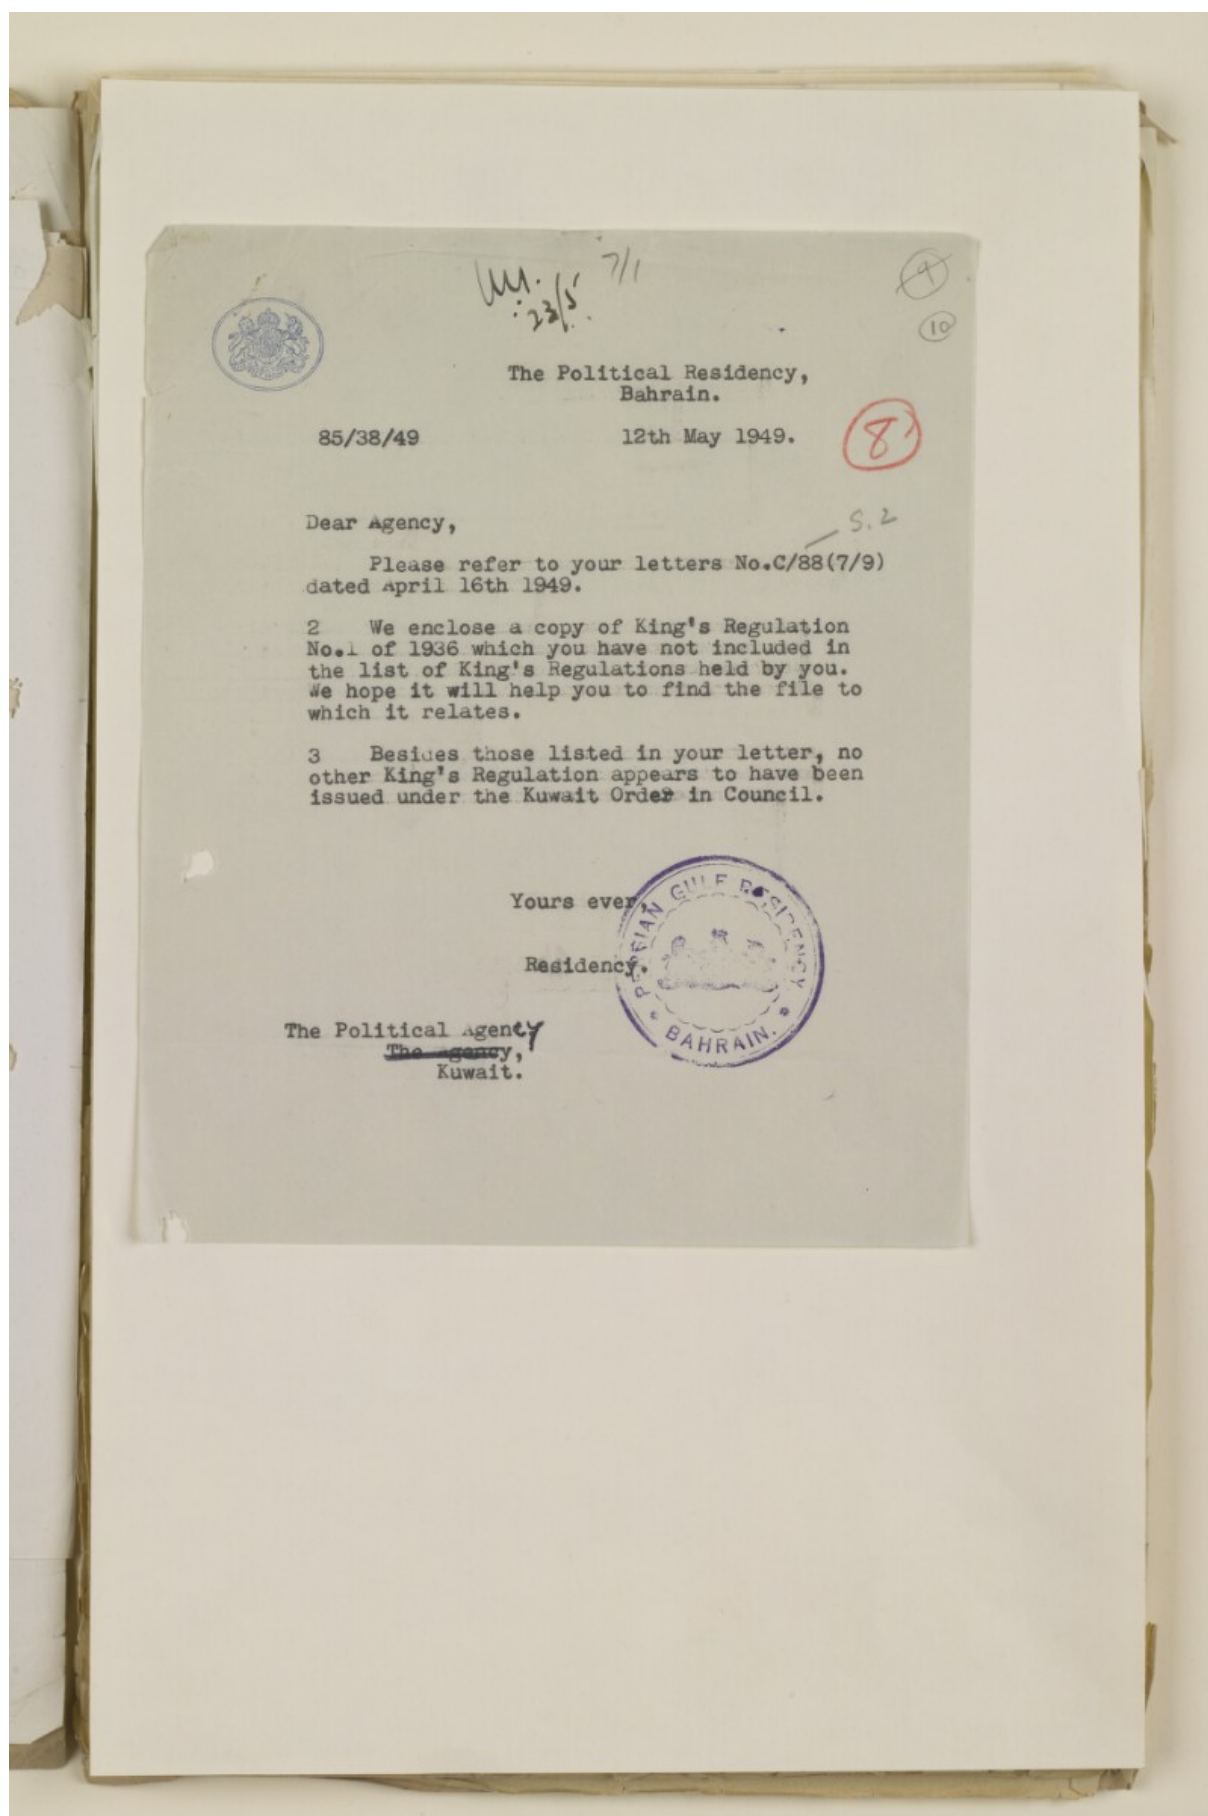 7/1
23/5
9
10
The Political Residency,
Bahrain.
85/38/49
12th May 1949.
8
Dear Agency,
S.2
Please refer to your letters No.C/88(7/9)
dated April 16th 1949.
2 We enclose a copy of King's Regulation
No.1 of 1936 which you have not included in
the list of King's Regulations held by you.
We hope it will help you to find the file to
which it relates.
3 Besides those listed in your letter, no
other King's Regulation appears to have been
issued under the Kuwait Order in Council.
Yours ever,
Residency.
PERSIAN GULF RESIDENCY
BAHRAIN.
The Political Agency
The Agency,
Kuwait.